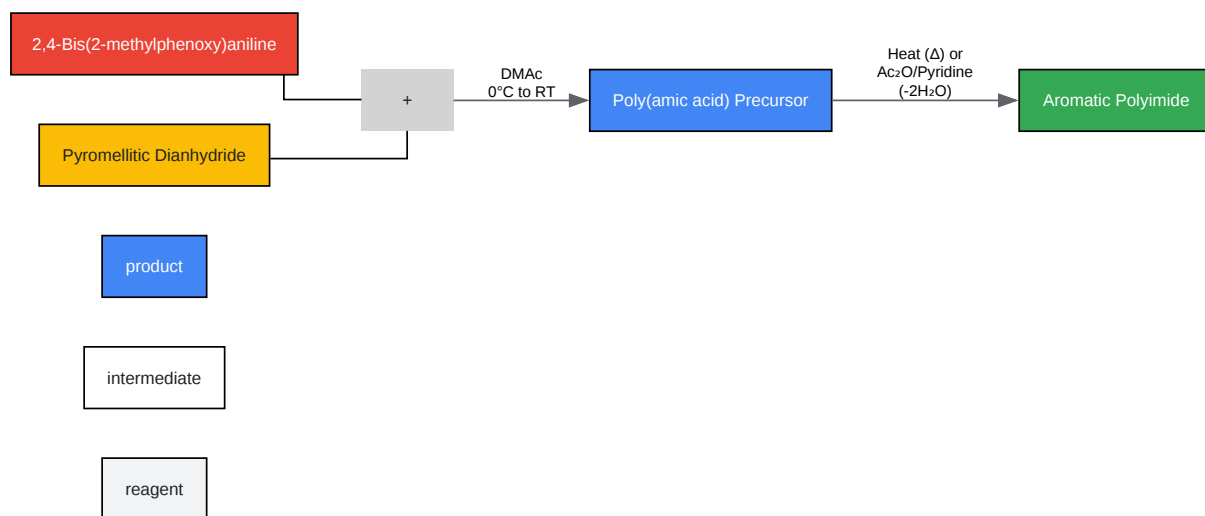 2,4-Bis(2-methylphenoxy)aniline
Pyromellitic Dianhydride
+
DMAc
0°C to RT
Poly(amic acid) Precursor
Heat (Δ) or
Ac₂O/Pyridine
(-2H₂O)
Aromatic Polyimide
product
intermediate
reagent